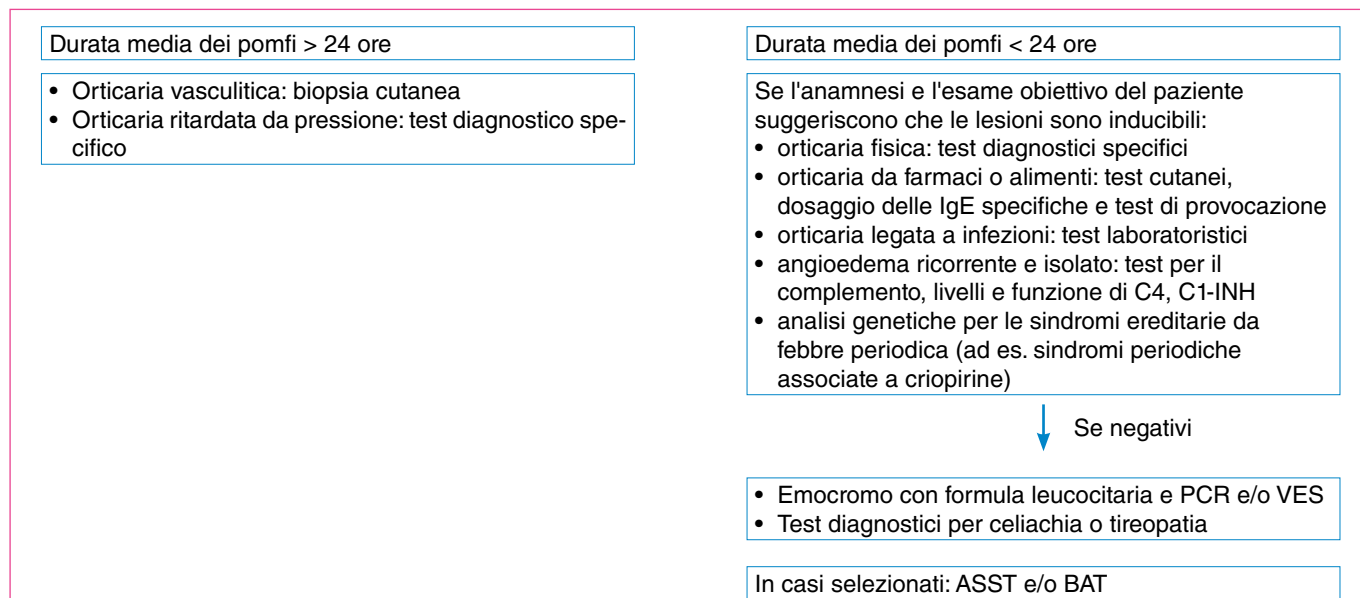 Durata media dei pomfi > 24 ore
• Orticaria vasculitica: biopsia cutanea
• Orticaria ritardata da pressione: test diagnostico spe-
cifico
Durata media dei pomfi < 24 ore
Se l'anamnesi e l'esame obiettivo del paziente
suggeriscono che le lesioni sono inducibili:
• orticaria fisica: test diagnostici specifici
• orticaria da farmaci o alimenti: test cutanei,
dosaggio delle IgE specifiche e test di provocazione
• orticaria legata a infezioni: test laboratoristici
• angioedema ricorrente e isolato: test per il
complemento, livelli e funzione di C4, C1-INH
• analisi genetiche per le sindromi ereditarie da
febbre periodica (ad es. sindromi periodiche
associate a criopirine)
Se negativi
• Emocromo con formula leucocitaria e PCR e/o VES
• Test diagnostici per celiachia o tireopatia
In casi selezionati: ASST e/o BAT